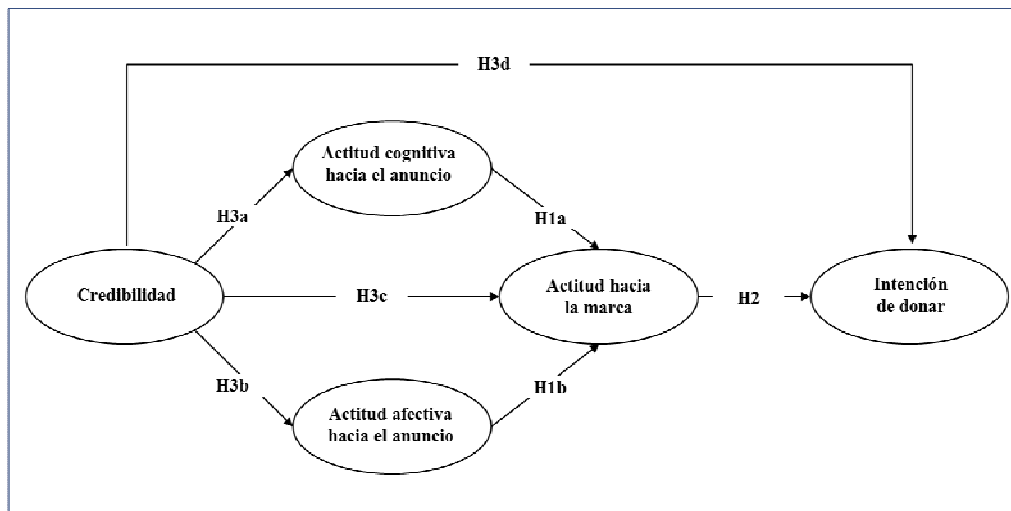 H3d
Actitud cognitiva
hacia el anuncio
H3a
H1a
Credibilidad
H3c
Actitud hacia
la marca
H2
Intención
de donar
H3b
H1b
Actitud afectiva
hacia el anuncio